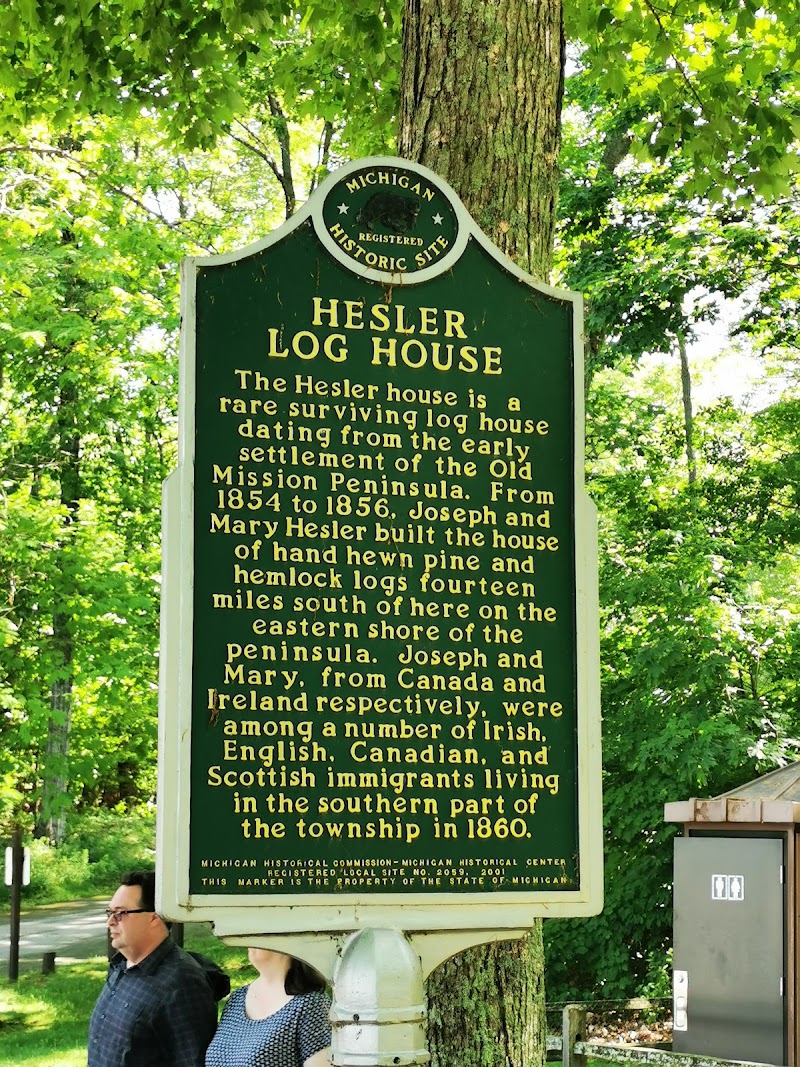 MICHIGAN
REGISTERED
HISTORIC SITE
HESLER
LOG HOUSE
The Hesler house is a
rare surviving log house
dating from the early
settlement of the Old
Mission Peninsula. From
1854 to 1856, Joseph and
Mary Hesler built the house
of hand hewn pine and
hemlock logs fourteen
miles south of here on the
eastern shore of the
peninsula. Joseph and
Mary, from Canada and
Ireland respectively, were
among a number of Irish,
English, Canadian, and
Scottish immigrants living
in the southern part of
the township in 1860.
MICHIGAN HISTORICAL COMMISSION-MICHIGAN HISTORICAL CENTER
REGISTERED LOCAL SITE NO. 2059, 2001
THIS MARKER IS THE PROPERTY OF THE STATE OF MICHIGAN